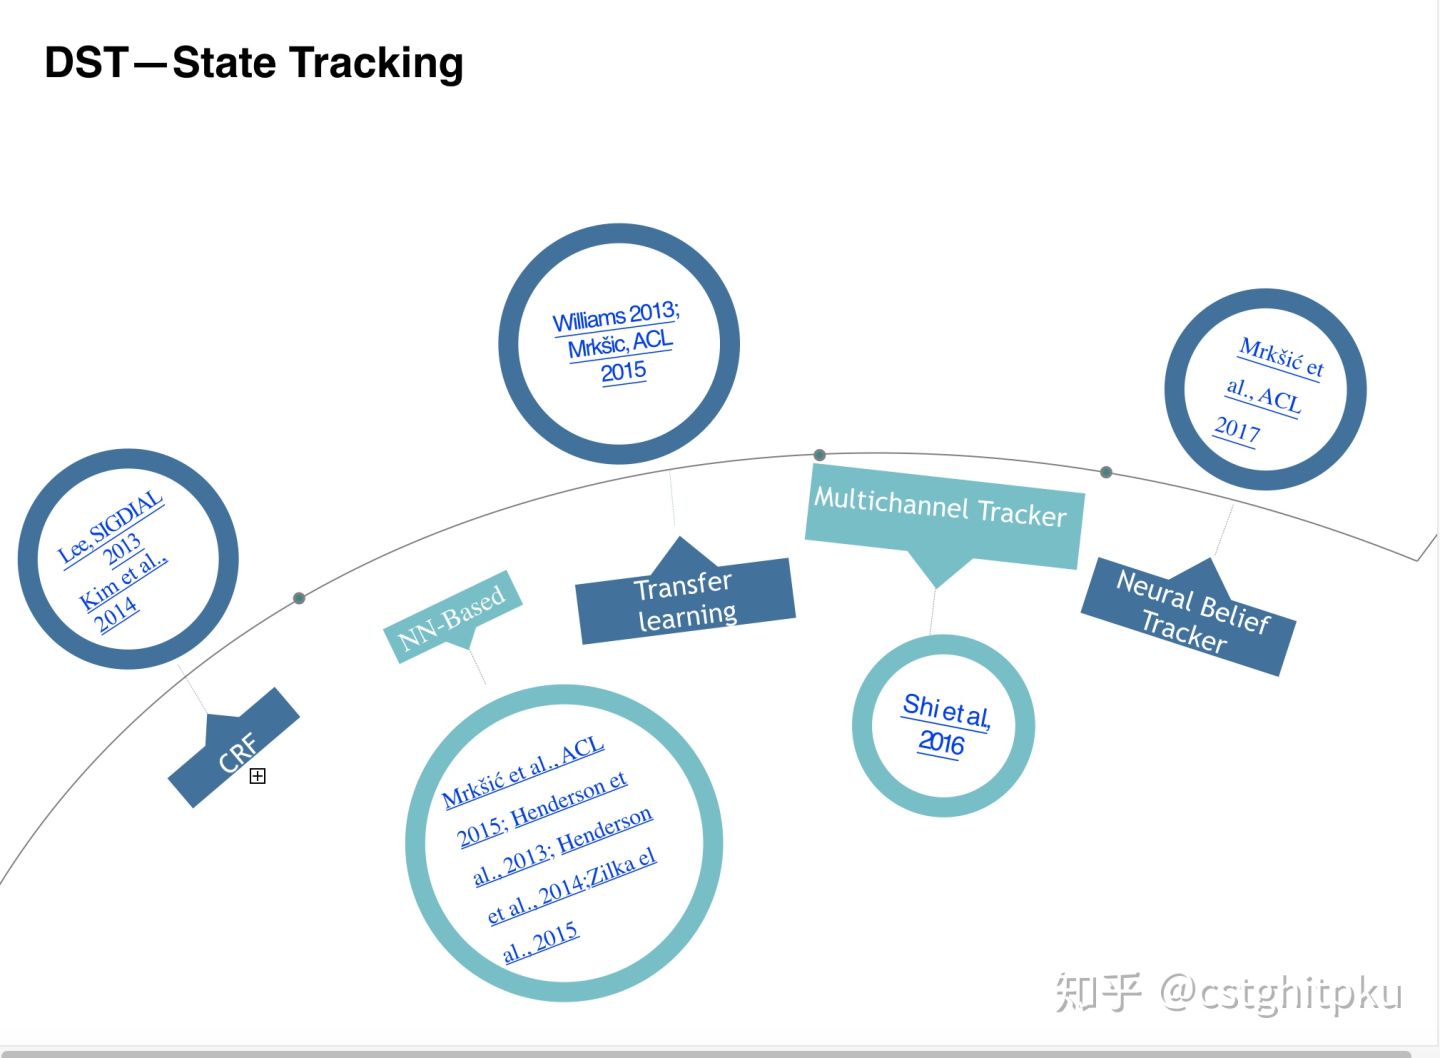 DST—State Tracking
Lee, SIGDIAL
2013
Kim et al.,
2014
CRF
NN-Based
Mrkšić et al., ACL
2015; Henderson et
al., 2013; Henderson
et al., 2014;Zilka el
al., 2015
Williams 2013;
Mrkšic, ACL
2015
Transfer
learning
Multichannel Tracker
Shi et al,
2016
Mrkšić et
al., ACL
2017
Neural Belief
Tracker
知乎 @cstghitpku